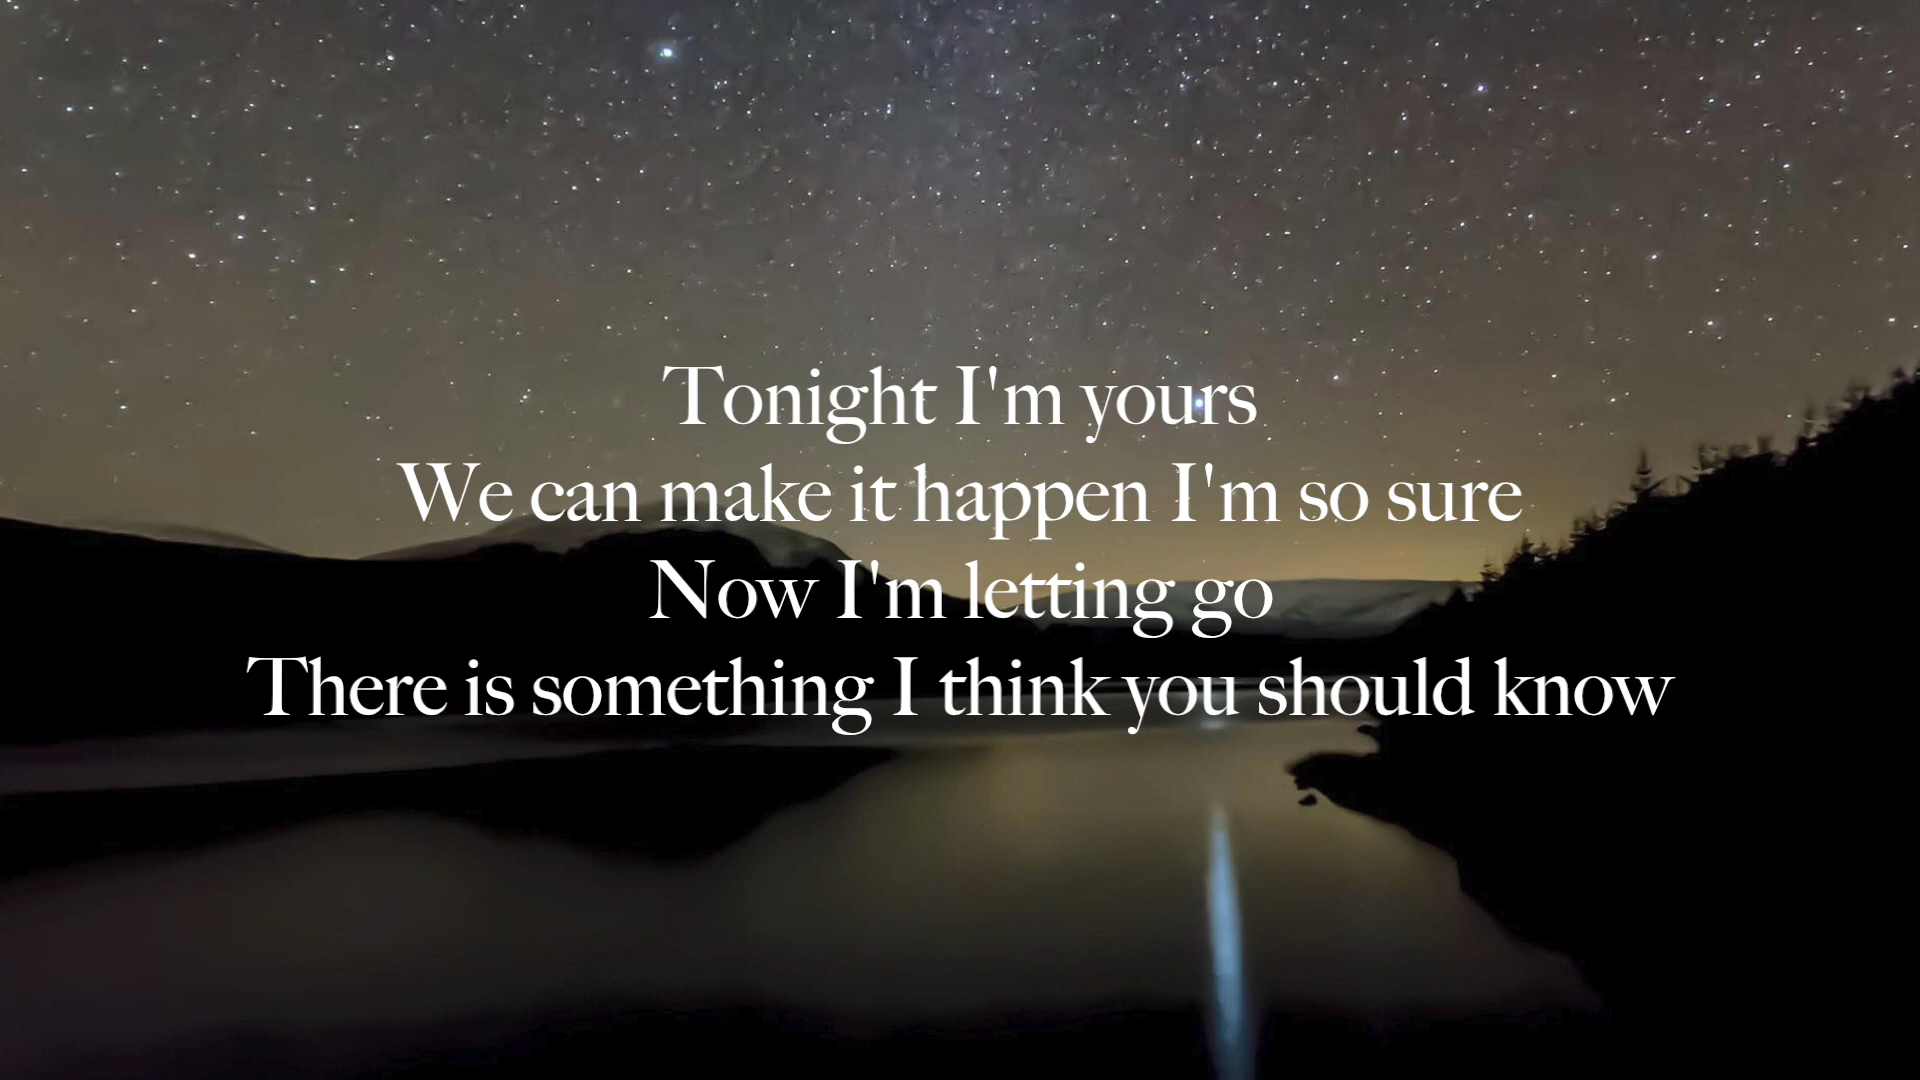 Tonight I'm yours
We can make it happen I'm so sure
Now I'm letting go
There is something I think you should know